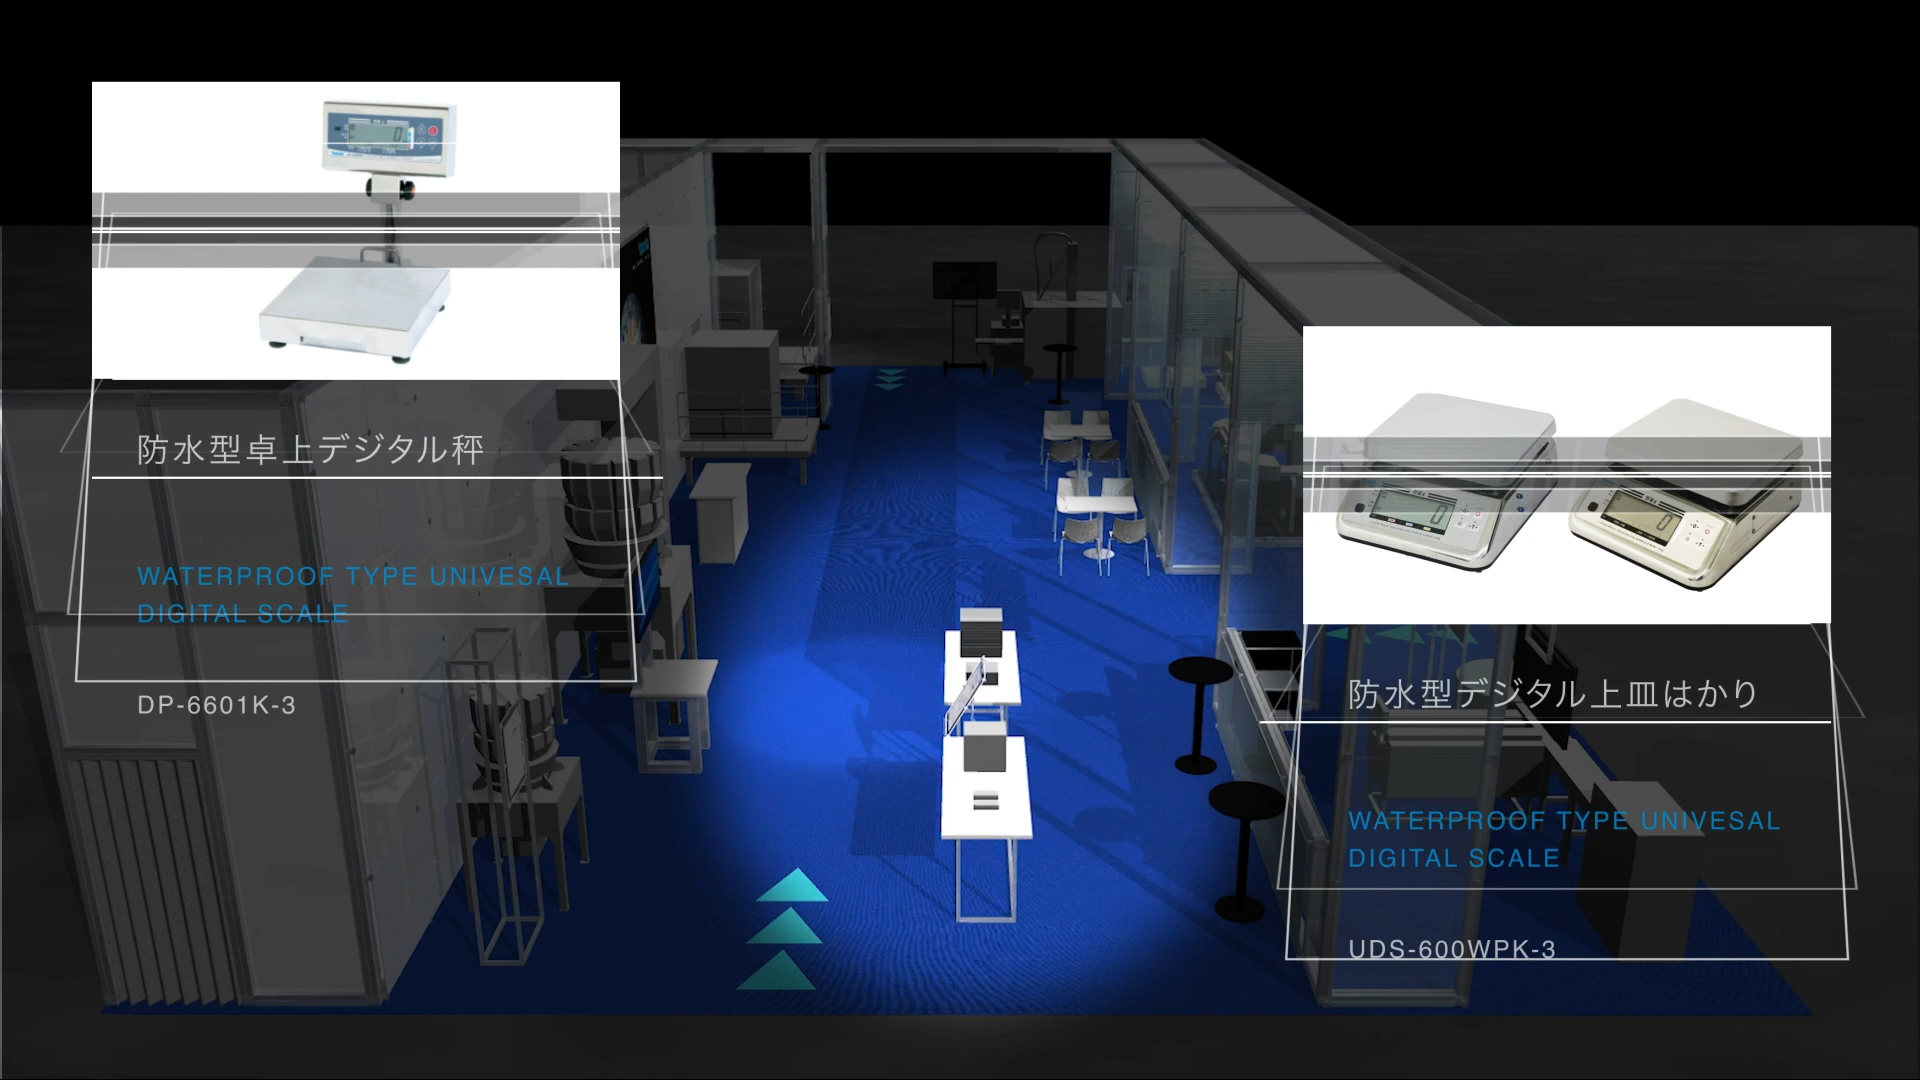 防水型卓上デジタル秤
WATERPROOF TYPE UNIVESAL
DIGITAL SCALE
DP-6601K-3
防水型デジタル上皿はかり
WATERPROOF TYPE UNIVESAL
DIGITAL SCALE
UDS-600WPK-3